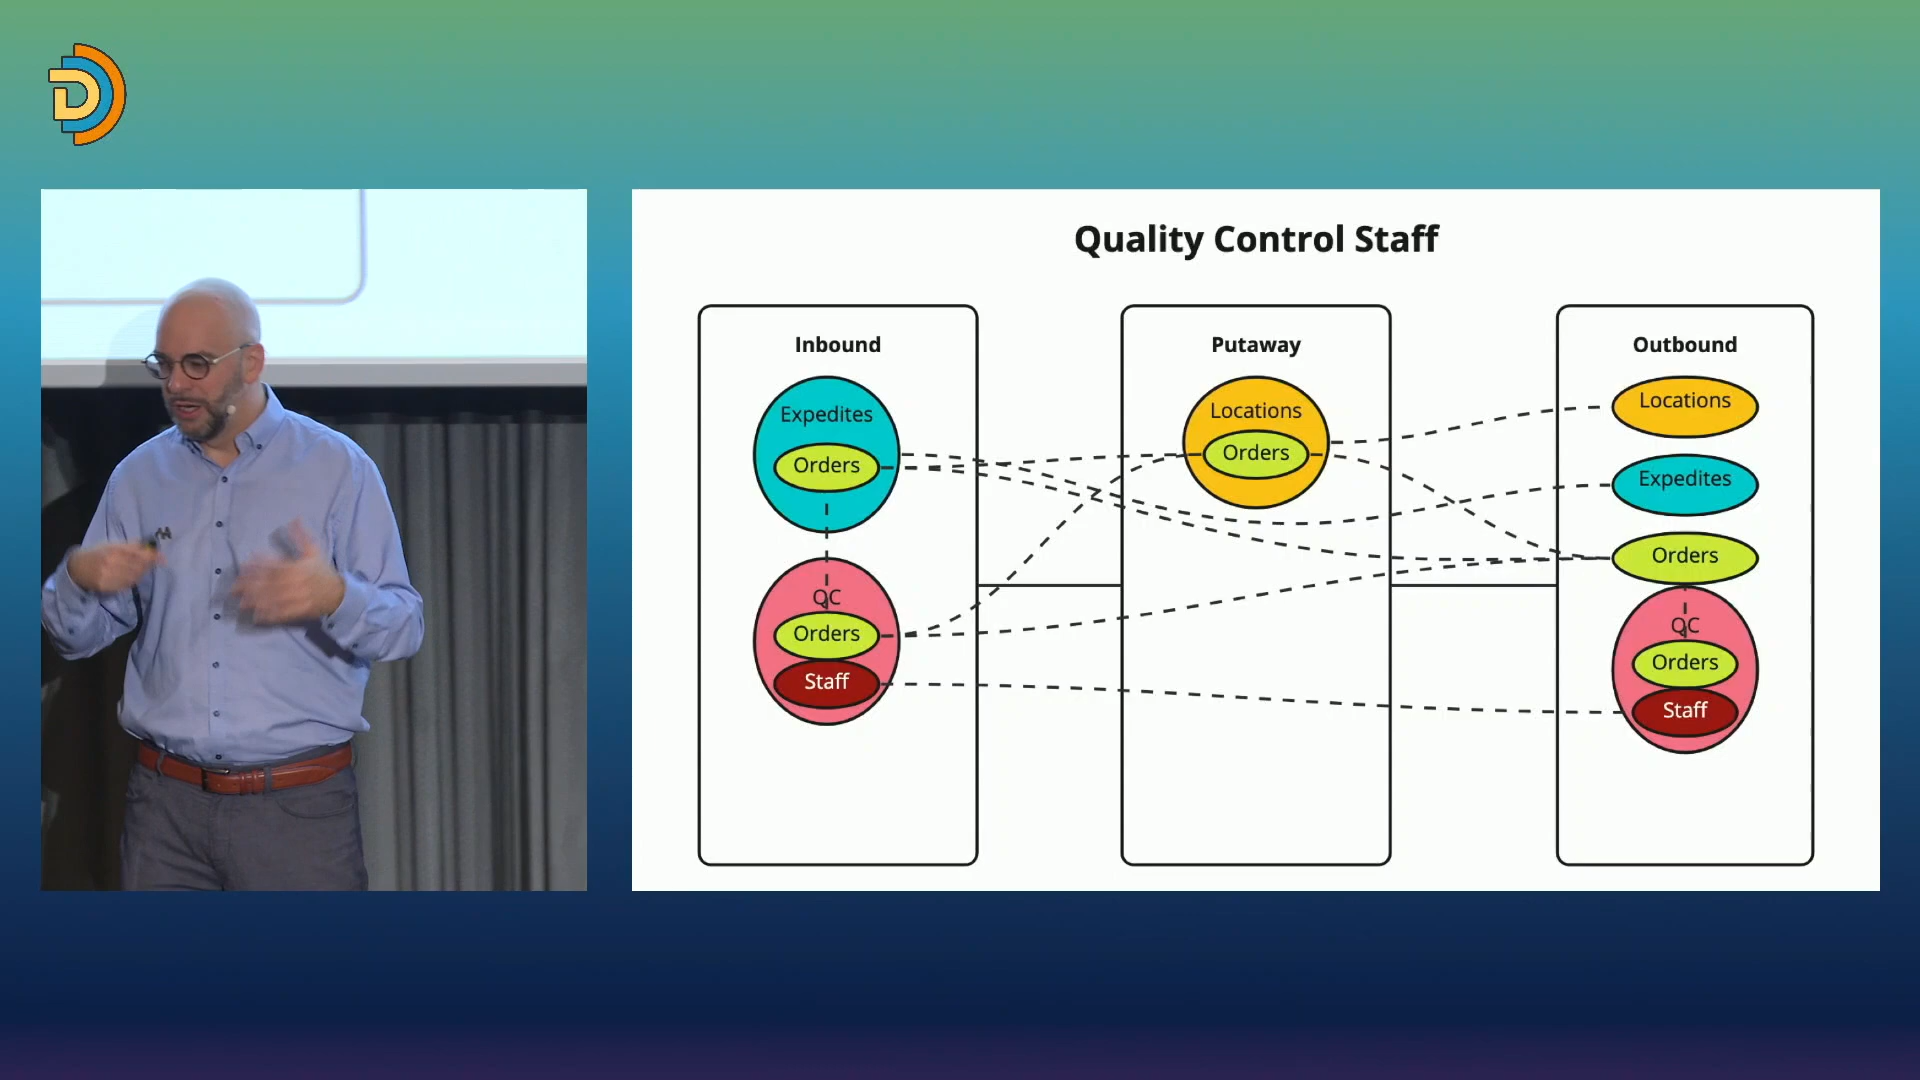 Quality Control Staff
Inbound
Expedites
Orders
QC
Orders
Staff
Putaway
Locations
Orders
Outbound
Locations
Expedites
Orders
QC
Orders
Staff